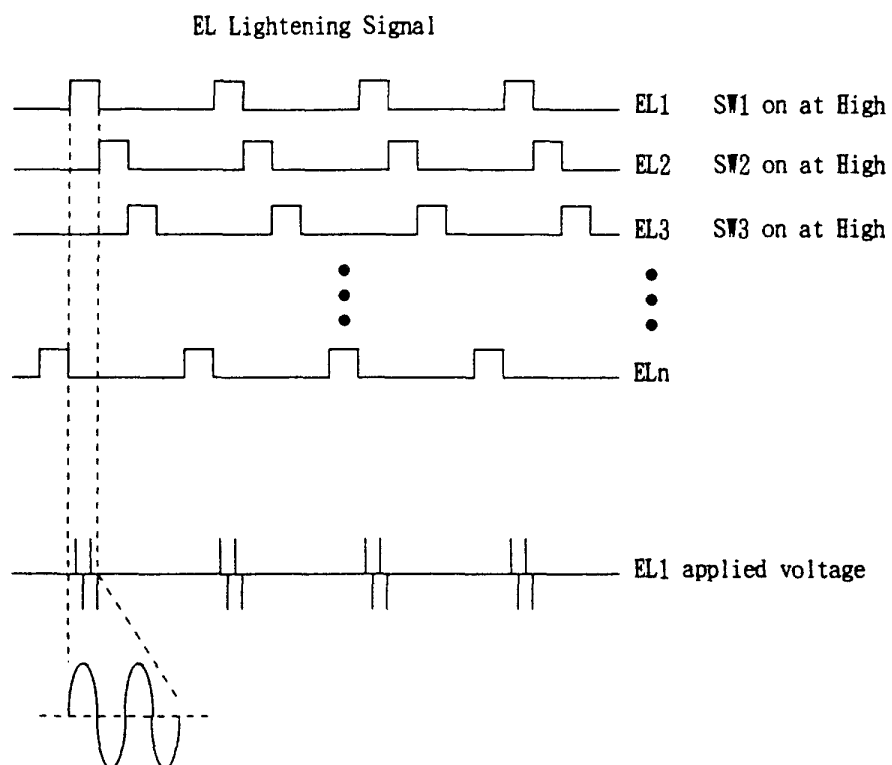 EL Lightening Signal
EL1 SW1 on at High
EL2 SW2 on at High
EL3 SW3 on at High
ELn
EL1 applied voltage